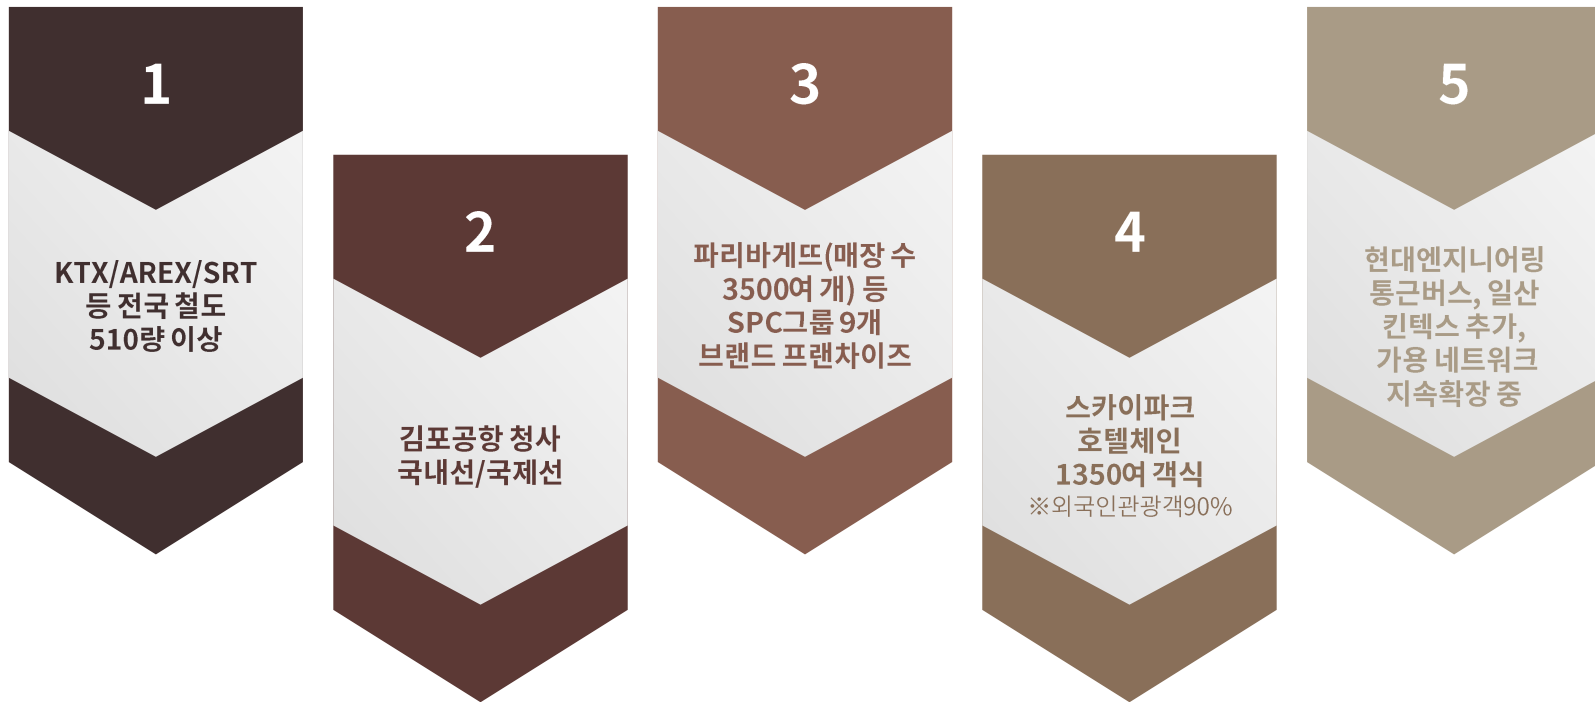 1
KTX/AREX/SRT
등 전국 철도
510량 이상
2
김포공항 청사
국내선/국제선
3
파리바게뜨(매장 수
3500여 개) 등
SPC그룹 9개
브랜드 프랜차이즈
4
스카이파크
호텔체인
1350여 객식
※외국인관광객90%
5
현대엔지니어링
통근버스, 일산
킨텍스 추가,
가용 네트워크
지속확장 중